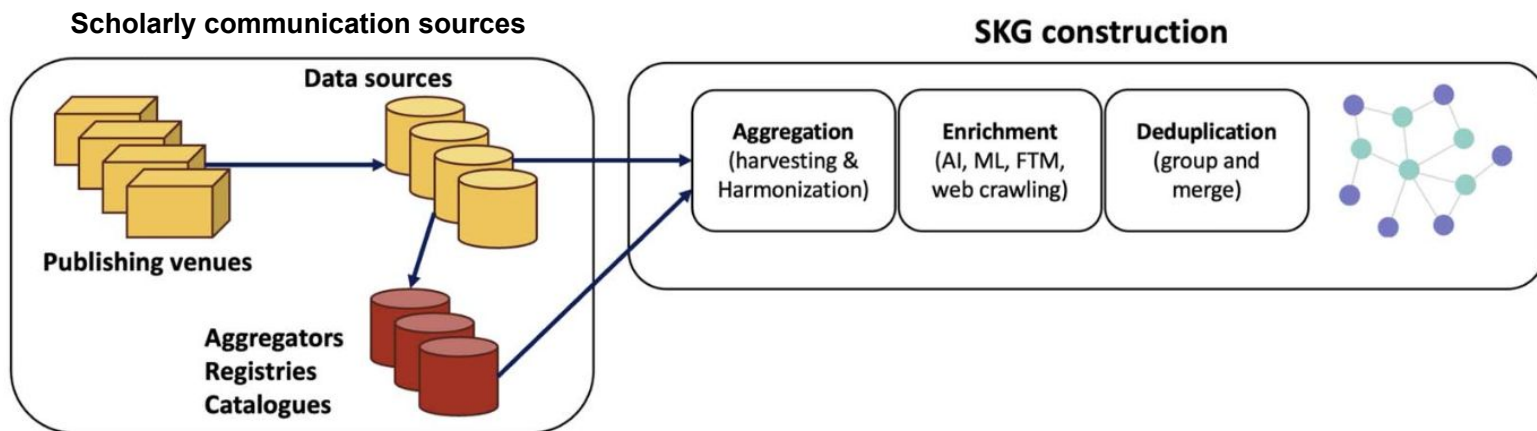 Scholarly communication sources
Data sources
Publishing venues
Aggregators
Registries
Catalogues
SKG construction
Aggregation
(harvesting &
Harmonization)
Enrichment
(AI, ML, FTM,
web crawling)
Deduplication
(group and
merge)